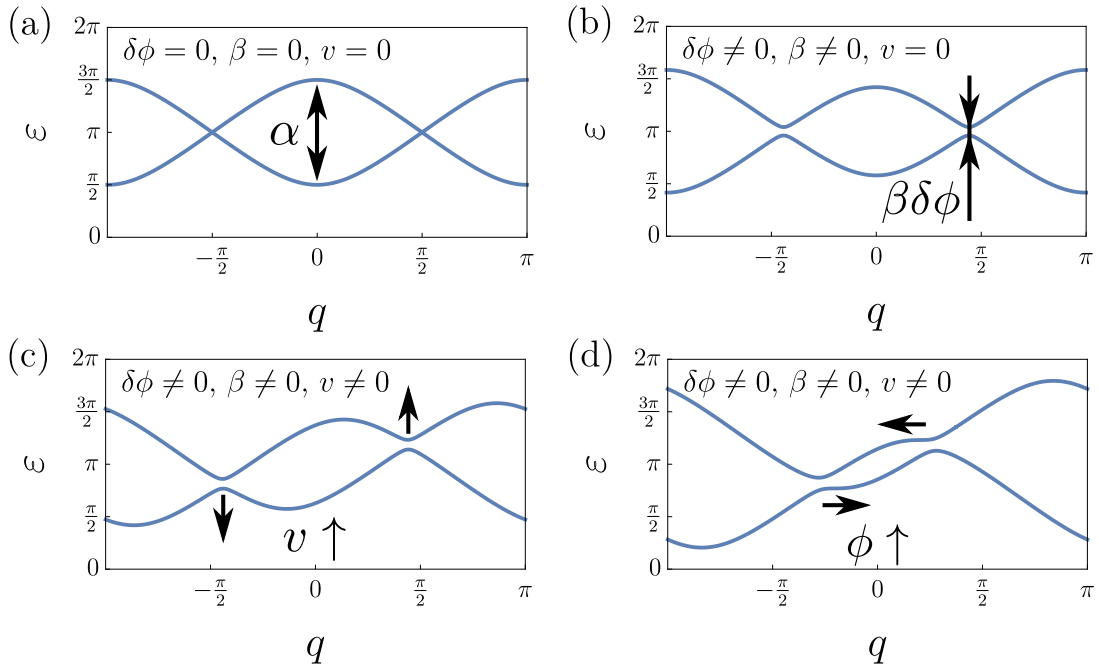 (a)
δϕ = 0, β = 0, v = 0
α
ε
2π
3π/2
π
π/2
0
-π/2
0
π/2
π
q
(b)
δϕ ≠ 0, β ≠ 0, v = 0
βδϕ
ε
2π
3π/2
π
π/2
0
-π/2
0
π/2
π
q
(c)
δϕ ≠ 0, β ≠ 0, v ≠ 0
v ↑
ε
2π
3π/2
π
π/2
0
-π/2
0
π/2
π
q
(d)
δϕ ≠ 0, β ≠ 0, v ≠ 0
ϕ ↑
ε
2π
3π/2
π
π/2
0
-π/2
0
π/2
π
q